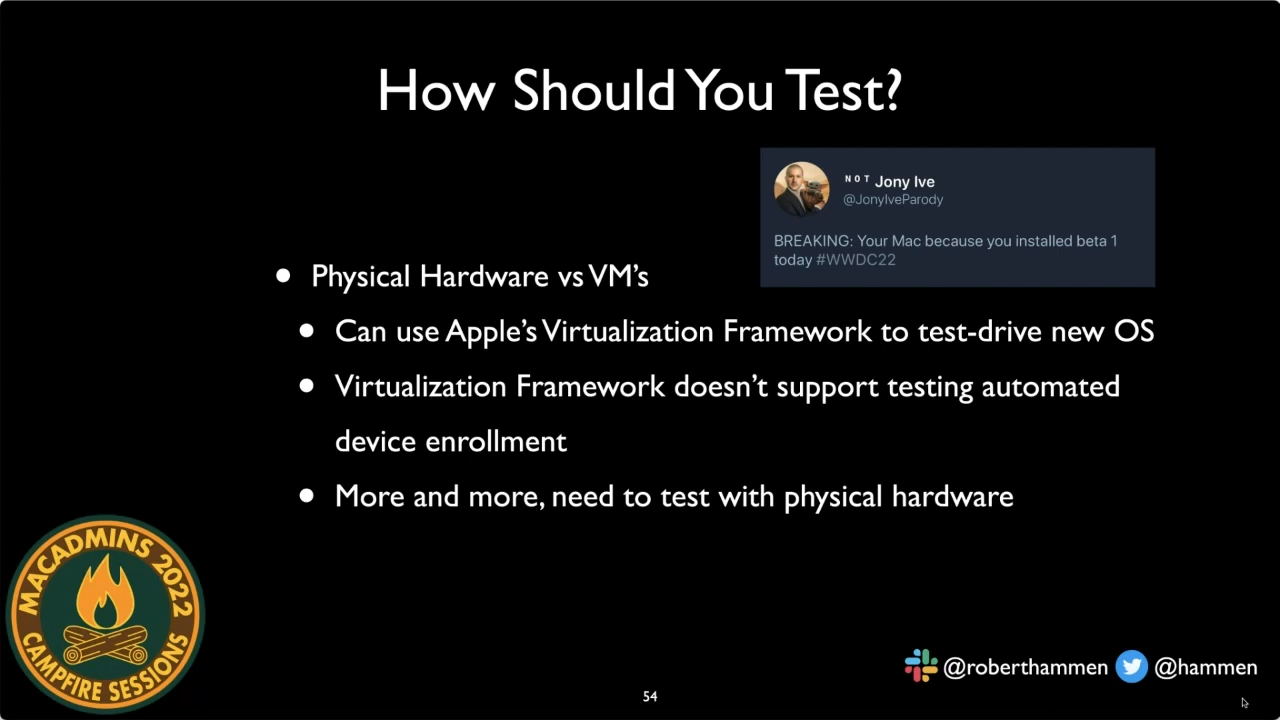 How Should You Test?
NOT Jony Ive
@JonyIveParody
BREAKING: Your Mac because you installed beta 1
today #WWDC22
• Physical Hardware vs VM's
• Can use Apple's Virtualization Framework to test-drive new OS
• Virtualization Framework doesn't support testing automated
device enrollment
• More and more, need to test with physical hardware
MACADMINS 2022
CAMPFIRE SESSIONS
@roberthammen @hammen
54